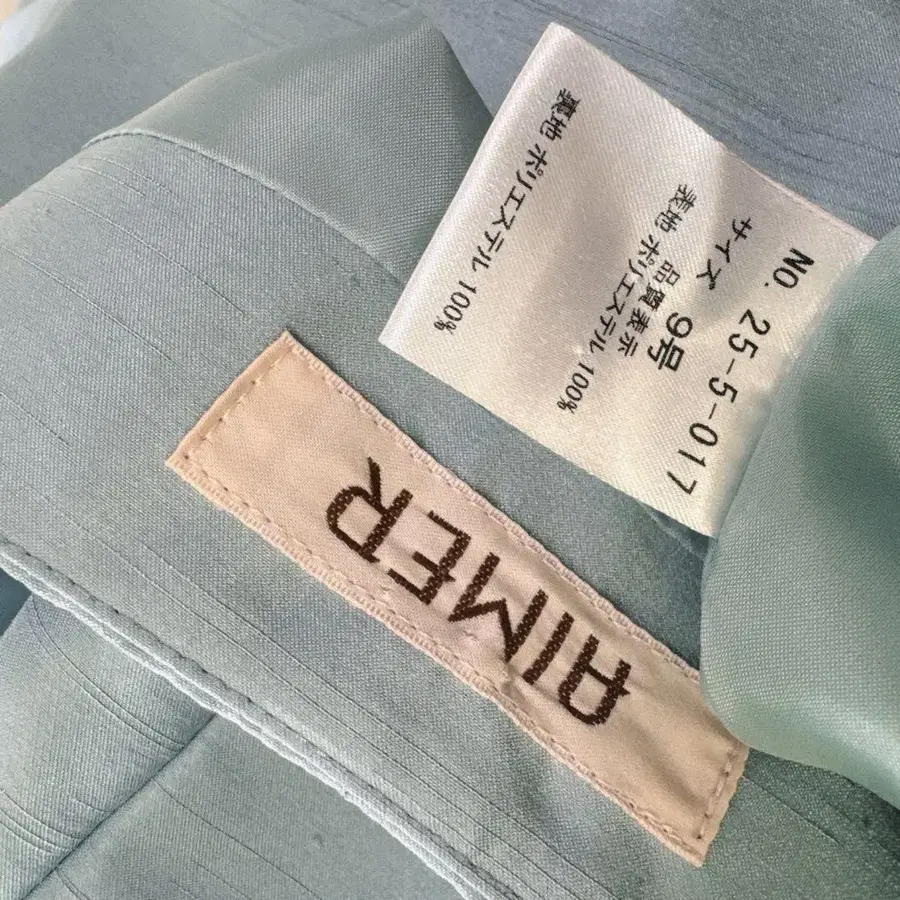 No. 25-5-017
サイズ 9号
品質表示
表地 ポリエステル 100%
裏地 ポリエステル 100%
AIMER